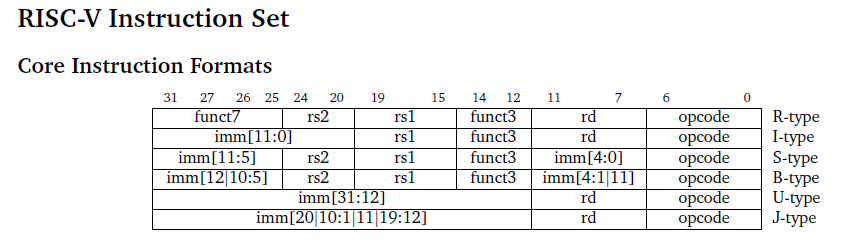 RISC-V Instruction Set
Core Instruction Formats
31 27 26 25 24 20 19 15 14 12 11 7 6 0
funct7 rs2 rs1 funct3 rd opcode R-type
imm[11:0] rs1 funct3 rd opcode I-type
imm[11:5] rs2 rs1 funct3 imm[4:0] opcode S-type
imm[12|10:5] rs2 rs1 funct3 imm[4:1|11] opcode B-type
imm[31:12] rd opcode U-type
imm[20|10:1|11|19:12] rd opcode J-type